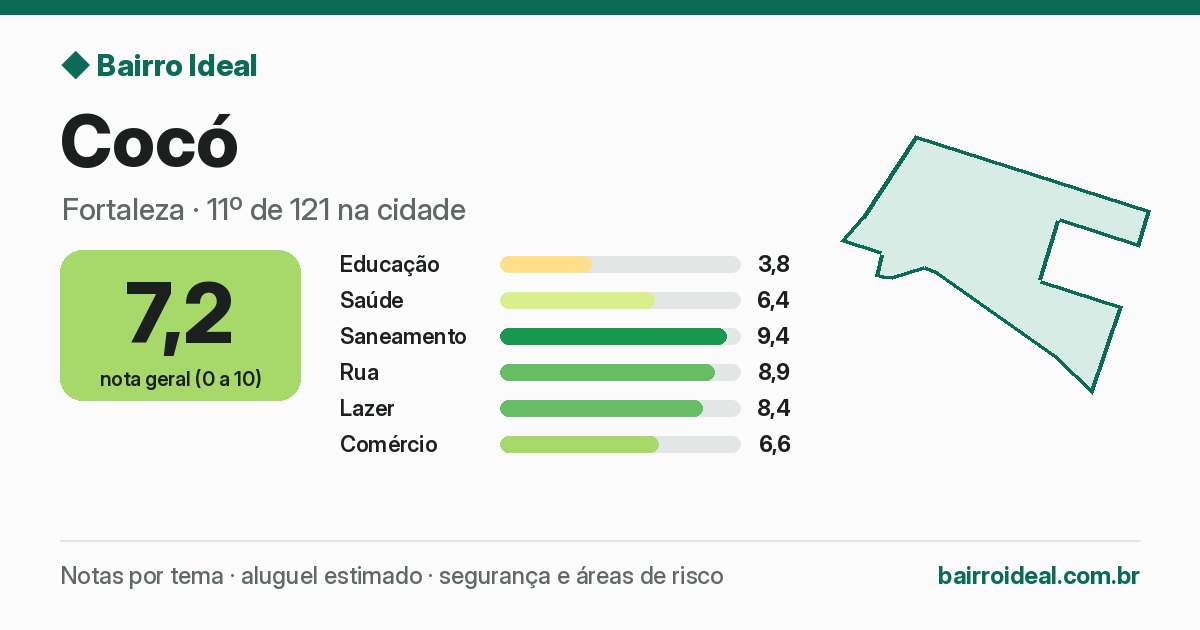 Bairro Ideal
Cocó
Fortaleza · 11º de 121 na cidade
7,2
nota geral (0 a 10)
Educação 3,8
Saúde 6,4
Saneamento 9,4
Rua 8,9
Lazer 8,4
Comércio 6,6
Notas por tema · aluguel estimado · segurança e áreas de risco
bairroideal.com.br